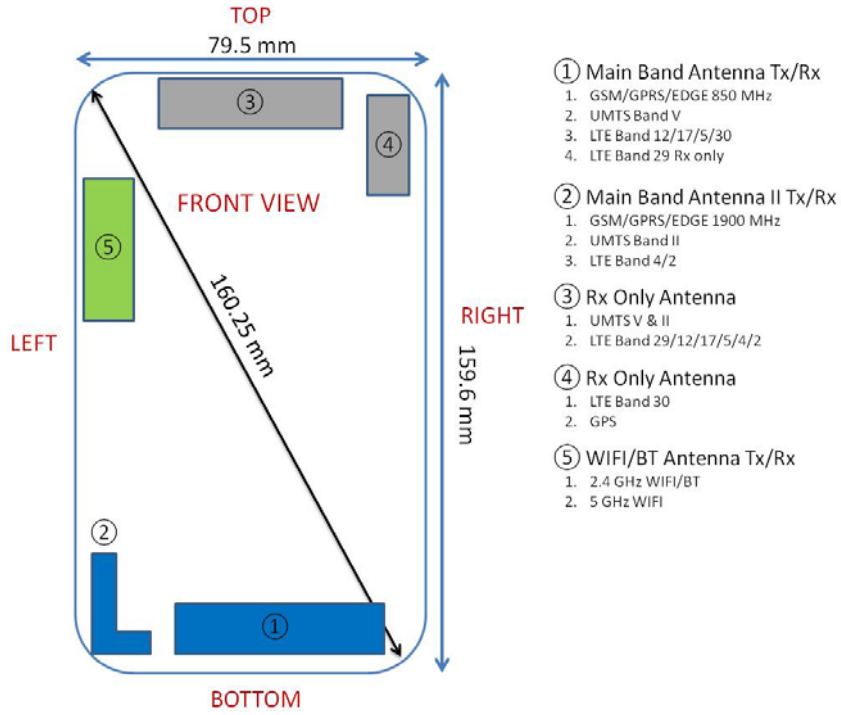 TOP
79.5 mm
③
④
FRONT VIEW
⑤
160.25 mm
LEFT
RIGHT
159.6 mm
②
①
BOTTOM
① Main Band Antenna Tx/Rx
1. GSM/GPRS/EDGE 850 MHz
2. UMTS Band V
3. LTE Band 12/17/5/30
4. LTE Band 29 Rx only
② Main Band Antenna II Tx/Rx
1. GSM/GPRS/EDGE 1900 MHz
2. UMTS Band II
3. LTE Band 4/2
③ Rx Only Antenna
1. UMTS V & II
2. LTE Band 29/12/17/5/4/2
④ Rx Only Antenna
1. LTE Band 30
2. GPS
⑤ WIFI/BT Antenna Tx/Rx
1. 2.4 GHz WIFI/BT
2. 5 GHz WIFI